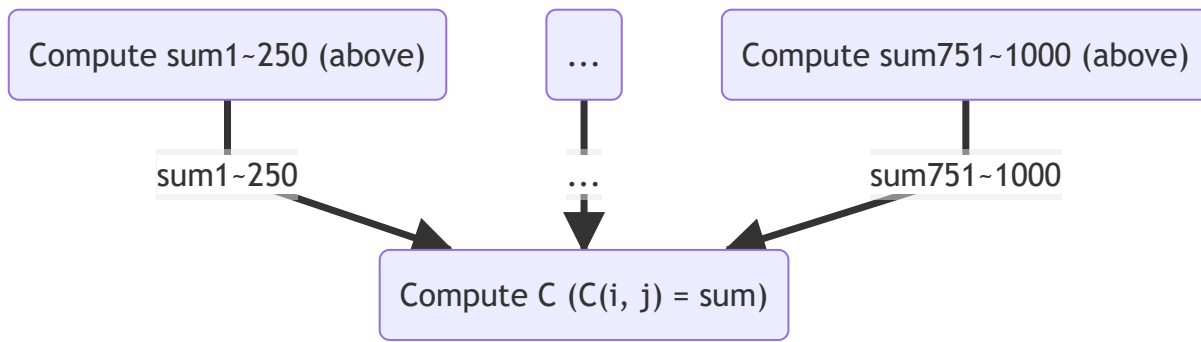 Compute sum1~250 (above)
...
Compute sum751~1000 (above)
sum1~250
...
sum751~1000
Compute C (C(i, j) = sum)